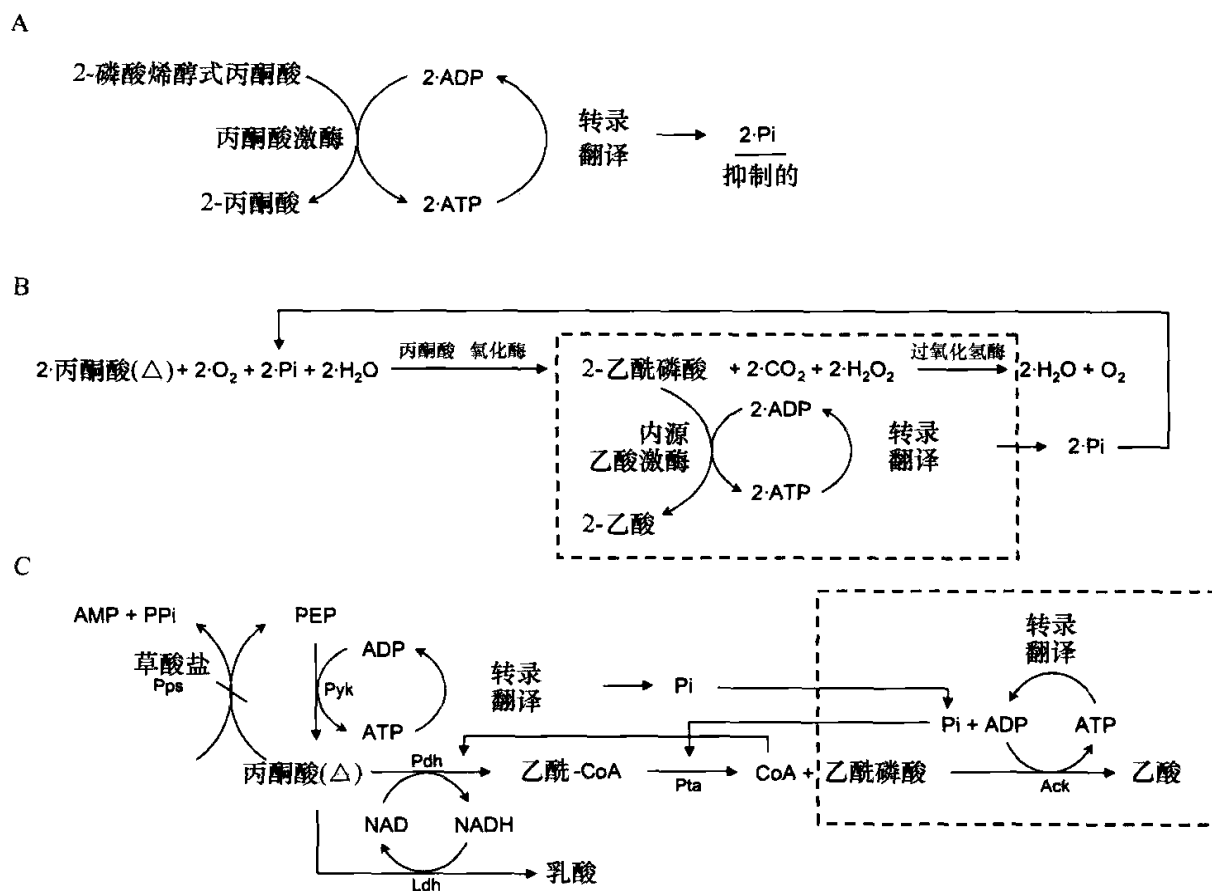 A
2-磷酸烯醇式丙酮酸
2·ADP
丙酮酸激酶
转录
翻译
2·Pi
抑制的
2-丙酮酸
2·ATP
B
2·丙酮酸(△)+ 2·O₂ + 2·Pi + 2·H₂O
丙酮酸 氧化酶
2-乙酰磷酸 + 2·CO₂ + 2·H₂O₂
过氧化氢酶
2·H₂O + O₂
2·ADP
内源
乙酸激酶
转录
翻译
2·Pi
2·ATP
2-乙酸
C
AMP + PPi
PEP
草酸盐
Pps
ADP
Pyk
ATP
转录
翻译
Pi
转录
翻译
Pi + ADP
ATP
丙酮酸(△)
Pdh
乙酰-CoA
Pta
CoA + 乙酰磷酸
Ack
乙酸
NAD
NADH
Ldh
乳酸